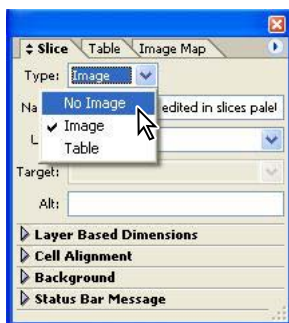 Slice Table Image Map
Type: Image
Na No Image edited in slices palet
Image
U
Table
Target:
Alt:
Layer Based Dimensions
Cell Alignment
Background
Status Bar Message